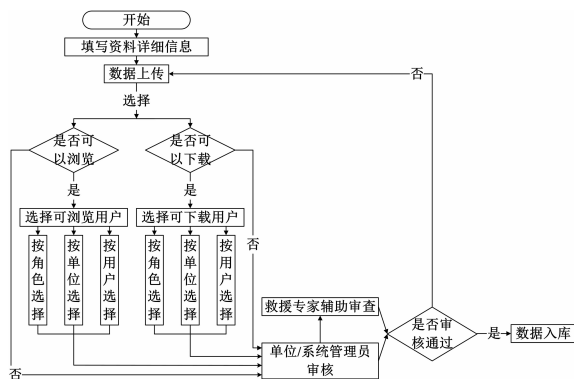 开始
填写资料详细信息
数据上传
否
选择
是否可
以浏览
是否可
以下载
是
是
选择可浏览用户
选择可下载用户
否
按角色选择
按单位选择
按用户选择
按角色选择
按单位选择
按用户选择
救援专家辅助审查
是否审
核通过
是
数据入库
单位/系统管理员
审核
否